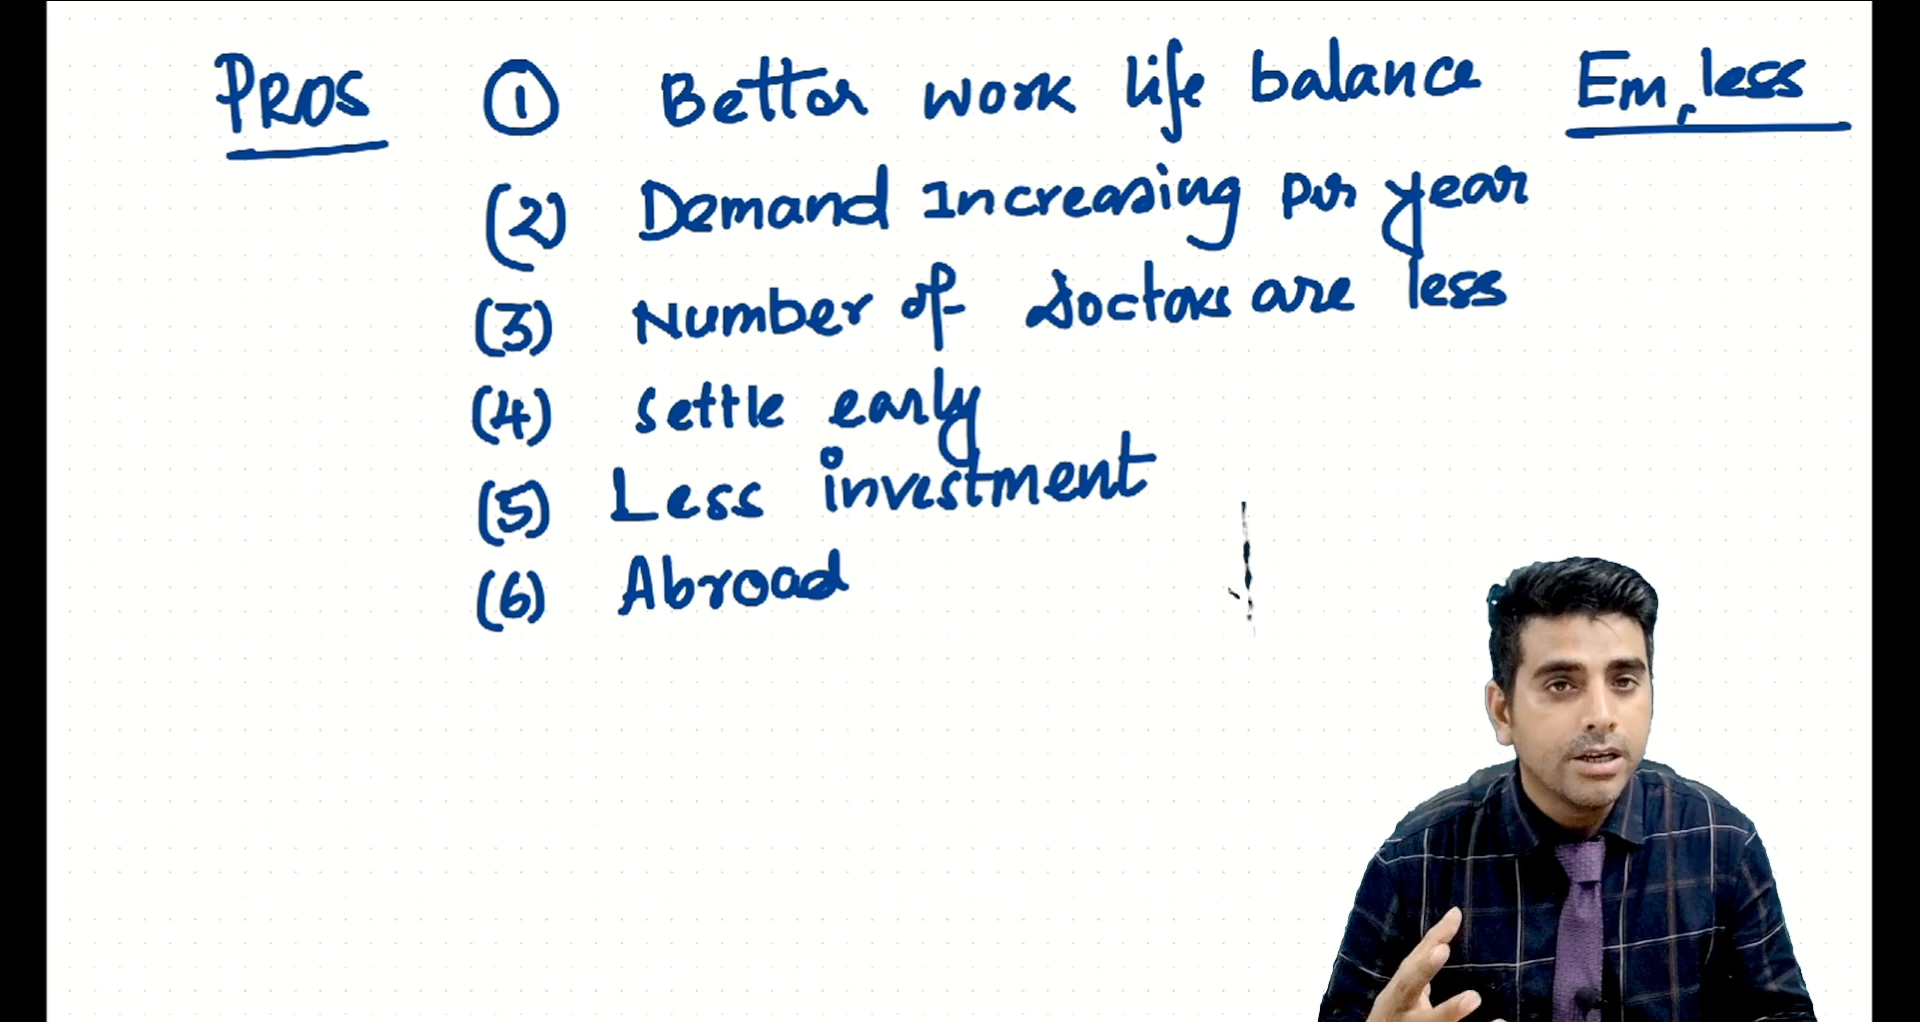 PROS ① Better work life balance Em, less
(2) Demand Increasing per year
(3) Number of doctors are less
(4) settle early
(5) Less investment
(6) Abroad